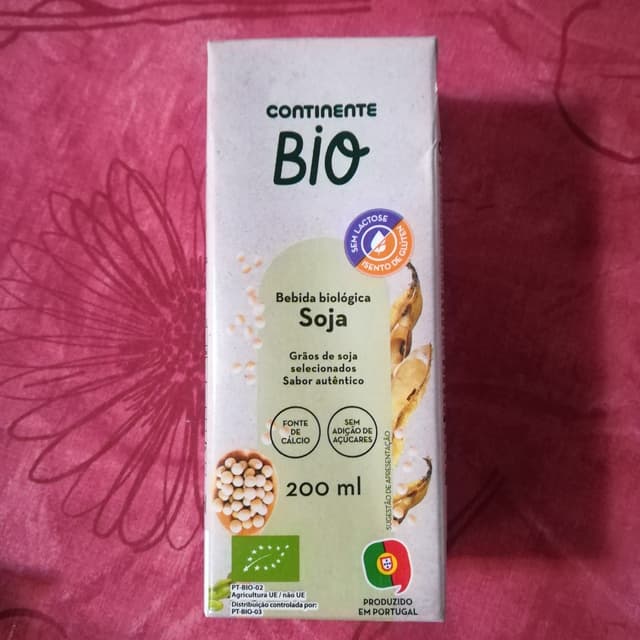 CONTINENTE
BiO
SEM LACTOSE
ISENTO DE GLÚTEN
Bebida biológica
Soja
Grãos de soja
selecionados
Sabor autêntico
FONTE
DE
CÁLCIO
SEM
ADIÇÃO DE
AÇÚCARES
200 ml
SUGESTÃO DE APRESENTAÇÃO
PT-BIO-02
Agricultura UE / não UE
Distribuição controlada por:
PT-BIO-03
PRODUZIDO
EM PORTUGAL